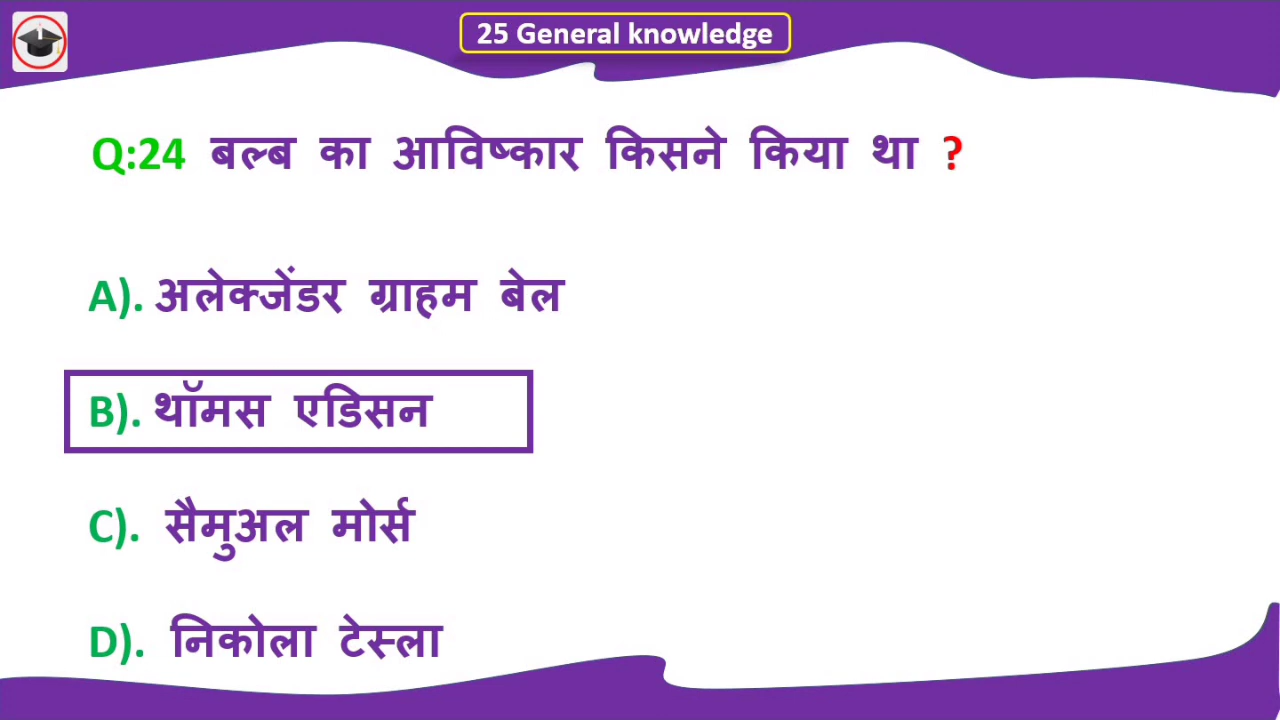 25 General knowledge
Q:24 बल्ब का आविष्कार किसने किया था ?
A). अलेक्जेंडर ग्राहम बेल
B). थॉमस एडिसन
C). सैमुअल मोर्स
D). निकोला टेस्ला